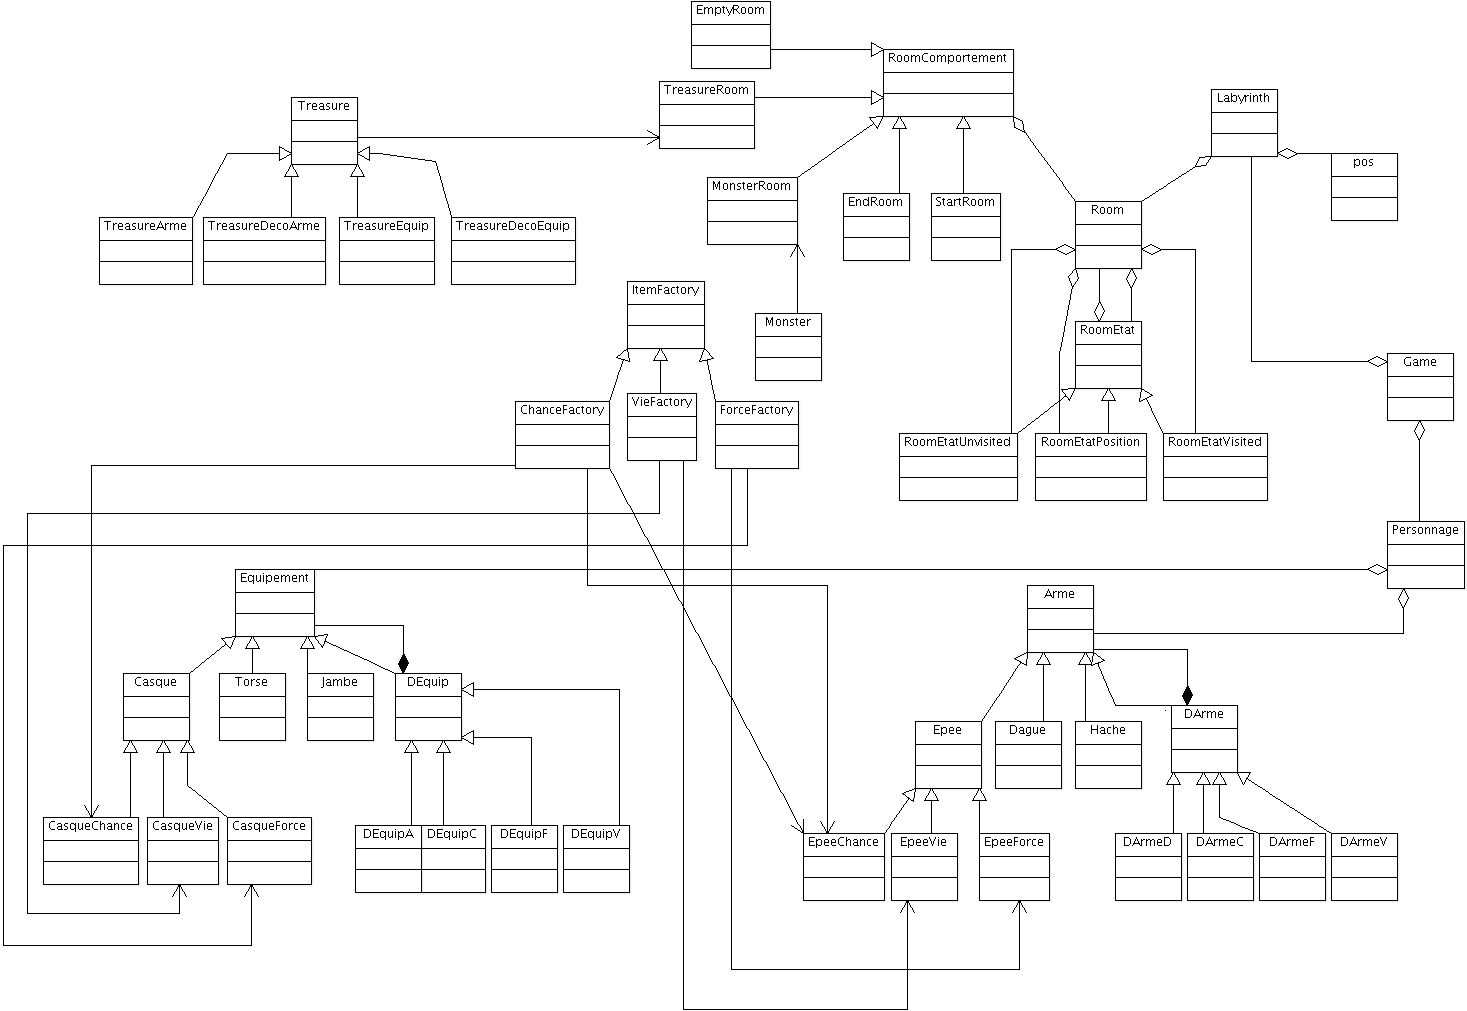 EmptyRoom
RoomComportement
TreasureRoom
Labyrinth
Treasure
pos
MonsterRoom
EndRoom
StartRoom
Room
TreasureArme
TreasureDecoArme
TreasureEquip
TreasureDecoEquip
ItemFactory
Monster
RoomEtat
Game
ChanceFactory
VieFactory
ForceFactory
RoomEtatUnvisited
RoomEtatPosition
RoomEtatVisited
Personnage
Equipement
Arme
Casque
Torse
Jambe
DEquip
DArme
Epee
Dague
Hache
CasqueChance
CasqueVie
CasqueForce
DEquipA
DEquipC
DEquipF
DEquipV
EpeeChance
EpeeVie
EpeeForce
DArmeD
DArmeC
DArmeF
DArmeV